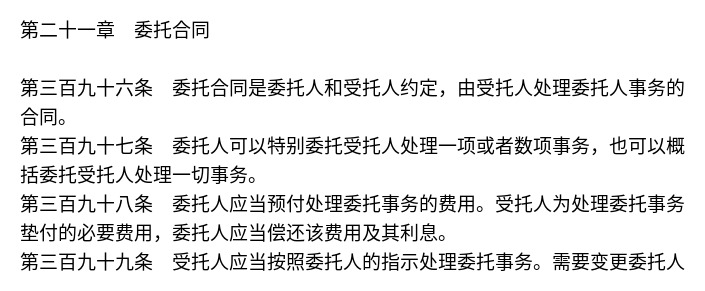 第二十一章　委托合同
第三百九十六条　委托合同是委托人和受托人约定，由受托人处理委托人事务的
合同。
第三百九十七条　委托人可以特别委托受托人处理一项或者数项事务，也可以概
括委托受托人处理一切事务。
第三百九十八条　委托人应当预付处理委托事务的费用。受托人为处理委托事务
垫付的必要费用，委托人应当偿还该费用及其利息。
第三百九十九条　受托人应当按照委托人的指示处理委托事务。需要变更委托人